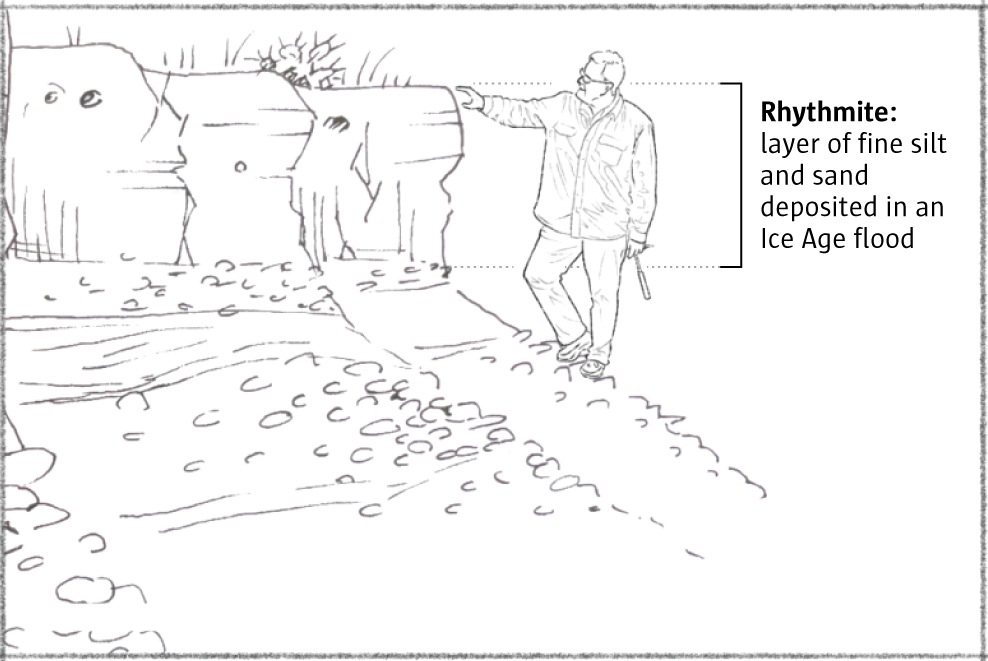 Rhythmite:
layer of fine silt
and sand
deposited in an
Ice Age flood